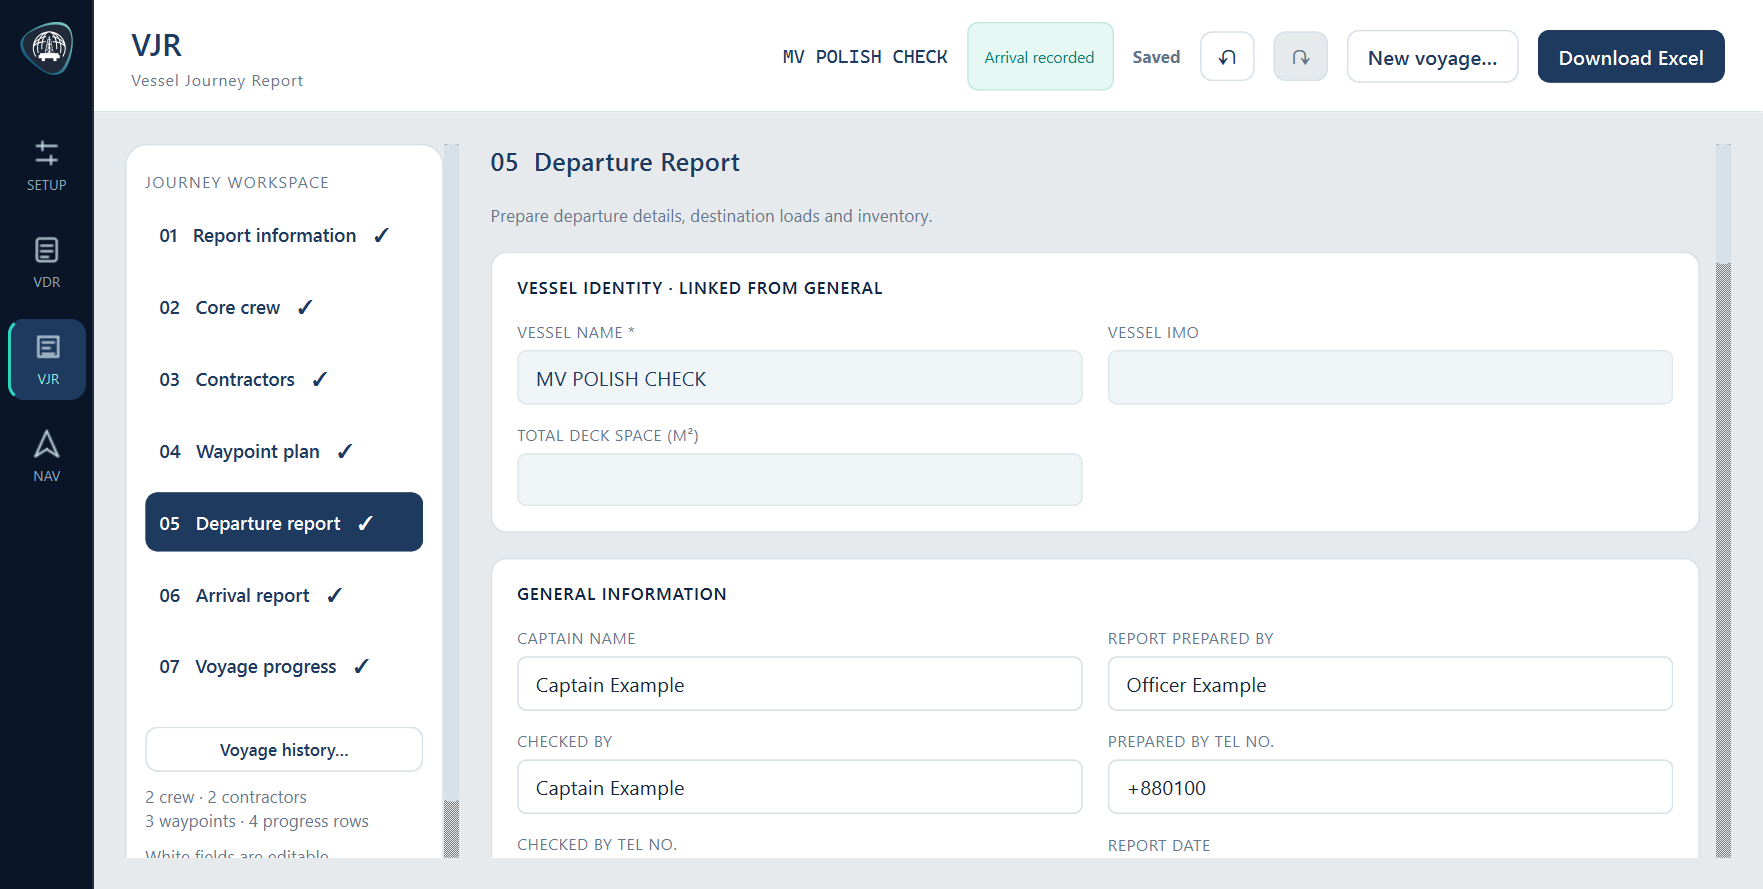 VJR
Vessel Journey Report
MV POLISH CHECK
Arrival recorded
Saved
New voyage...
Download Excel
SETUP
VDR
VJR
NAV
JOURNEY WORKSPACE
01 Report information ✓
02 Core crew ✓
03 Contractors ✓
04 Waypoint plan ✓
05 Departure report ✓
06 Arrival report ✓
07 Voyage progress ✓
Voyage history...
2 crew · 2 contractors
3 waypoints · 4 progress rows
White fields are editable
05 Departure Report
Prepare departure details, destination loads and inventory.
VESSEL IDENTITY · LINKED FROM GENERAL
VESSEL NAME *
MV POLISH CHECK
VESSEL IMO
TOTAL DECK SPACE (M²)
GENERAL INFORMATION
CAPTAIN NAME
Captain Example
REPORT PREPARED BY
Officer Example
CHECKED BY
Captain Example
PREPARED BY TEL NO.
+880100
CHECKED BY TEL NO.
REPORT DATE